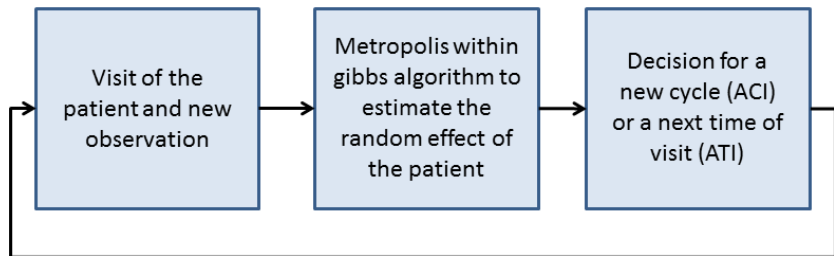 Visit of the
patient and new
observation
Metropolis within
gibbs algorithm to
estimate the
random effect of
the patient
Decision for a
new cycle (ACI)
or a next time of
visit (ATI)